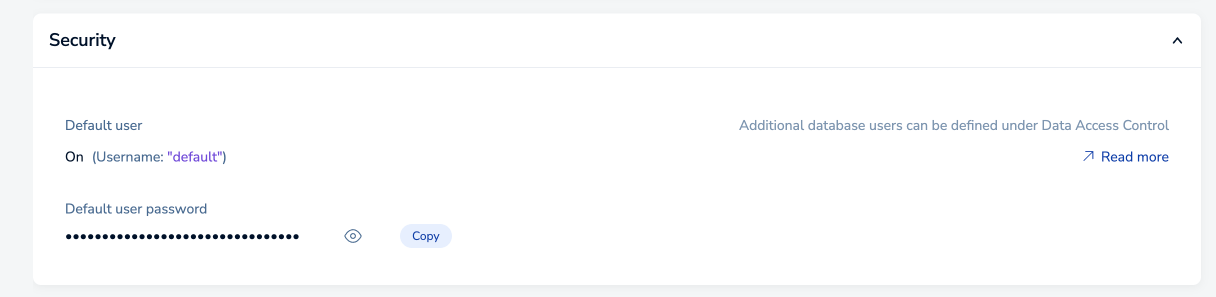 Security
Default user
Additional database users can be defined under Data Access Control
On (Username: "default")
Read more
Default user password
••••••••••••••••••••••••••••••••
Copy